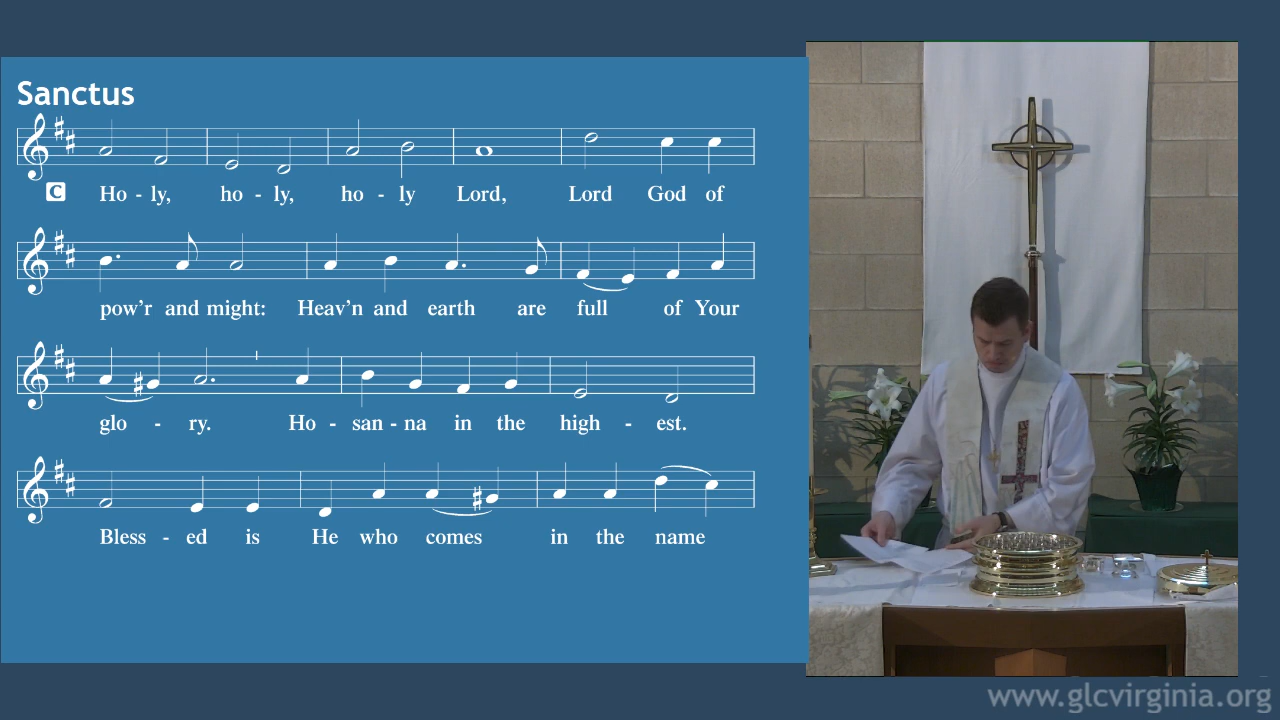 Sanctus
C Ho - ly, ho - ly, ho - ly Lord, Lord God of
pow'r and might: Heav'n and earth are full of Your
glo - ry. Ho - san - na in the high - est.
Bless - ed is He who comes in the name
www.glcvirginia.org